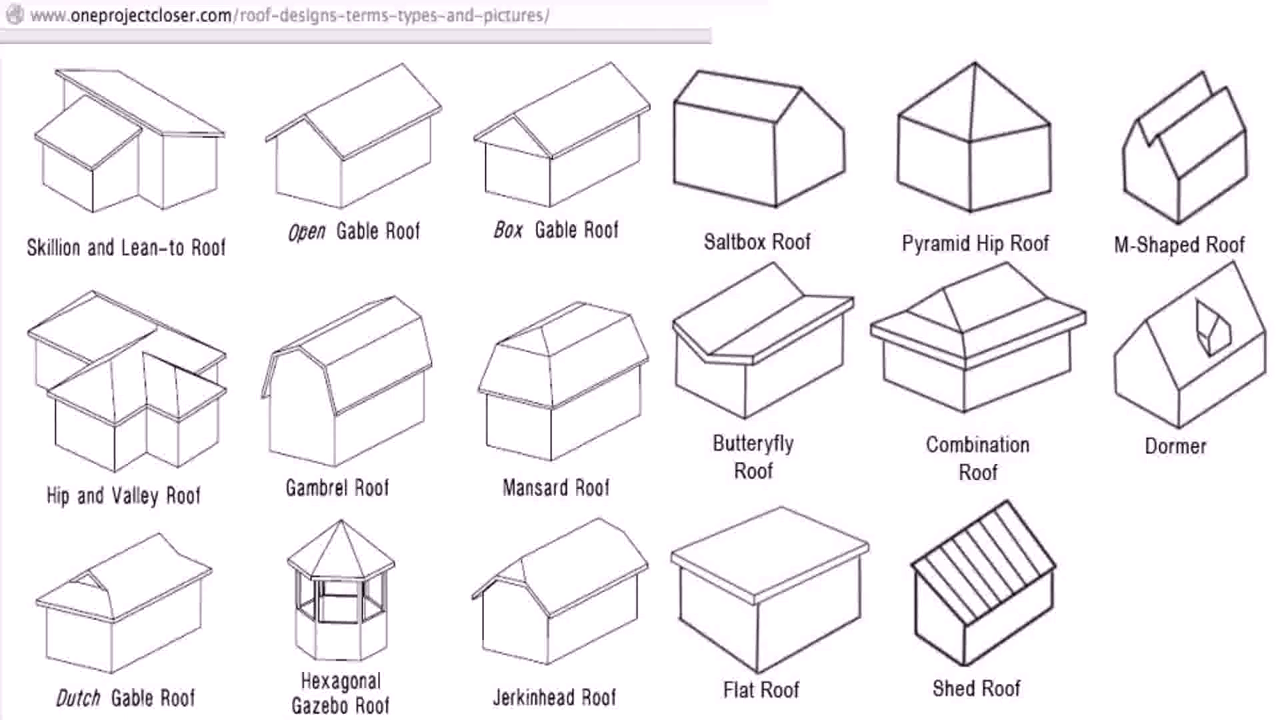 www.oneprojectcloser.com/roof-designs-terms-types-and-pictures/
Skillion and Lean-to Roof
Open Gable Roof
Box Gable Roof
Saltbox Roof
Pyramid Hip Roof
M-Shaped Roof
Hip and Valley Roof
Gambrel Roof
Mansard Roof
Butteryfly
Roof
Combination
Roof
Dormer
Dutch Gable Roof
Hexagonal
Gazebo Roof
Jerkinhead Roof
Flat Roof
Shed Roof